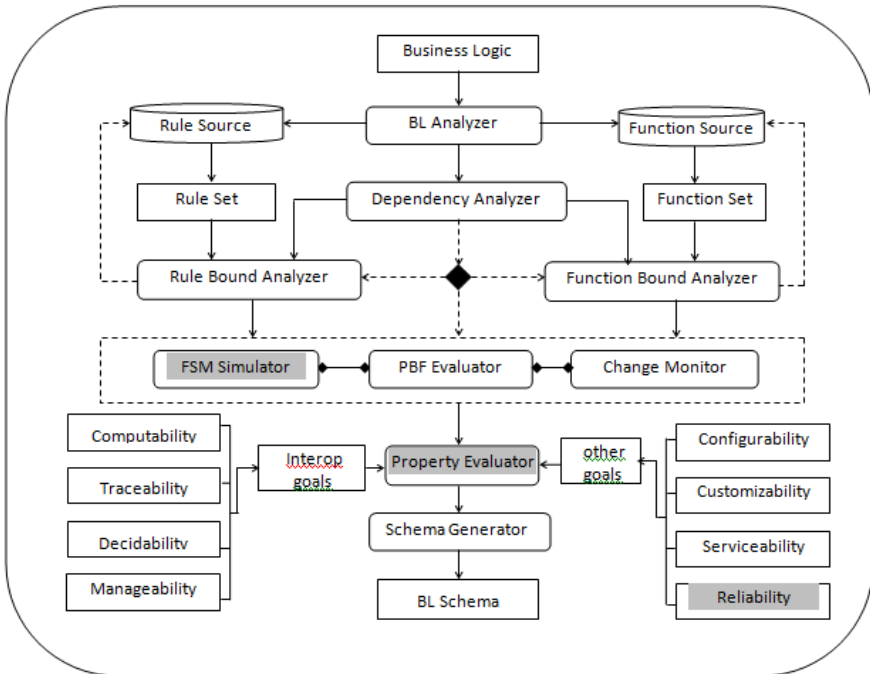 Business Logic
Rule Source
BL Analyzer
Function Source
Rule Set
Dependency Analyzer
Function Set
Rule Bound Analyzer
Function Bound Analyzer
FSM Simulator
PBF Evaluator
Change Monitor
Computability
Traceability
Decidability
Manageability
Interop
goals
Property Evaluator
other
goals
Configurability
Customizability
Serviceability
Reliability
Schema Generator
BL Schema